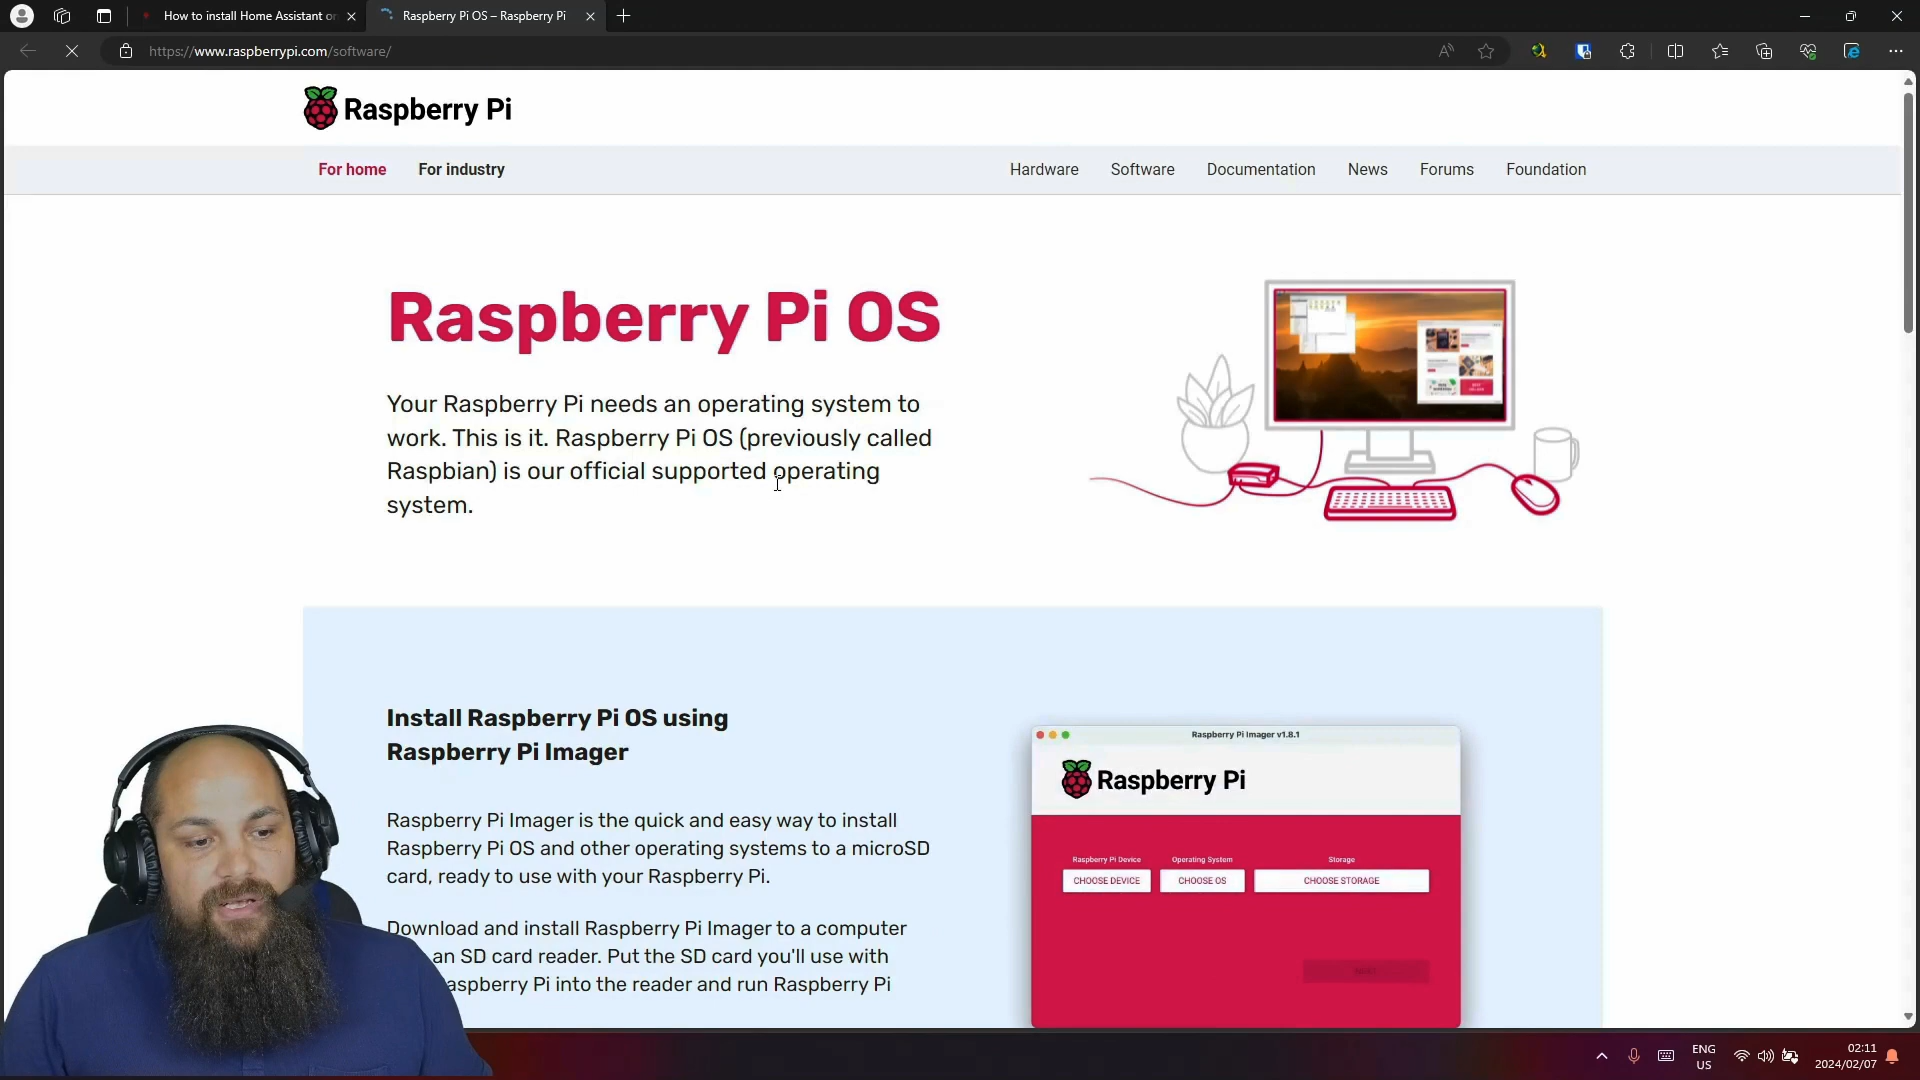 How to install Home Assistant on
Raspberry Pi OS – Raspberry Pi
https://www.raspberrypi.com/software/
Raspberry Pi
For home
For industry
Hardware
Software
Documentation
News
Forums
Foundation
Raspberry Pi OS
Your Raspberry Pi needs an operating system to
work. This is it. Raspberry Pi OS (previously called
Raspbian) is our official supported operating
system.
Install Raspberry Pi OS using
Raspberry Pi Imager
Raspberry Pi Imager is the quick and easy way to install
Raspberry Pi OS and other operating systems to a microSD
card, ready to use with your Raspberry Pi.
Download and install Raspberry Pi Imager to a computer
an SD card reader. Put the SD card you'll use with
aspberry Pi into the reader and run Raspberry Pi
Raspberry Pi Imager v1.8.1
Raspberry Pi
Raspberry Pi Device
Operating System
Storage
CHOOSE DEVICE
CHOOSE OS
CHOOSE STORAGE
ENG
US
02:11
2024/02/07